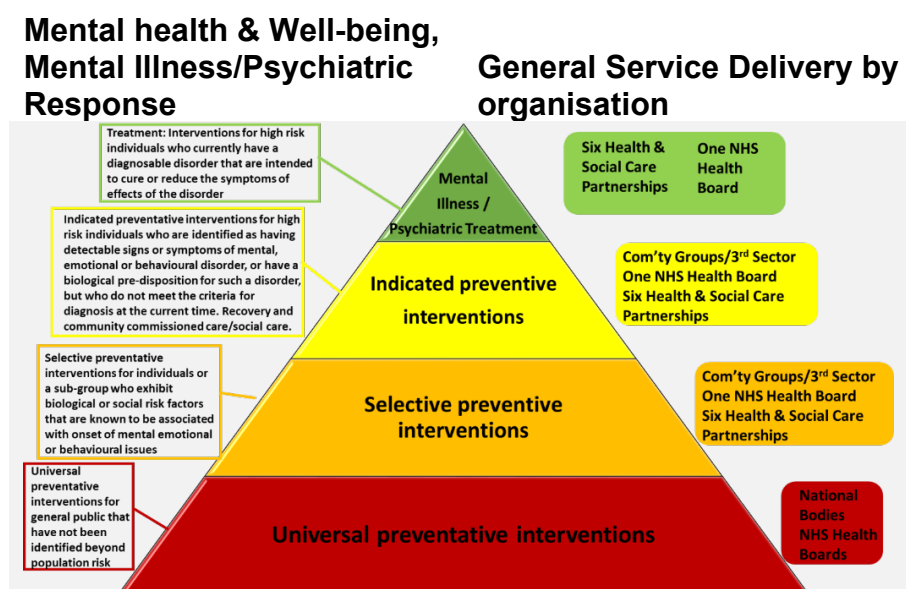 Mental health & Well-being,
Mental Illness/Psychiatric
Response
General Service Delivery by
organisation
Treatment: Interventions for high risk
individuals who currently have a
diagnosable disorder that are intended
to cure or reduce the symptoms of
effects of the disorder
Mental
Illness /
Psychiatric Treatment
Six Health &
Social Care
Partnerships
One NHS
Health
Board
Indicated preventative interventions for high
risk individuals who are identified as having
detectable signs or symptoms of mental,
emotional or behavioural disorder, or have a
biological pre-disposition for such a disorder,
but who do not meet the criteria for
diagnosis at the current time. Recovery and
community commissioned care/social care.
Indicated preventive
interventions
Com'ty Groups/3rd Sector
One NHS Health Board
Six Health & Social Care
Partnerships
Selective preventative
interventions for individuals or
a sub-group who exhibit
biological or social risk factors
that are known to be associated
with onset of mental emotional
or behavioural issues
Selective preventive
interventions
Com'ty Groups/3rd Sector
One NHS Health Board
Six Health & Social Care
Partnerships
Universal
preventative
interventions for
general public that
have not been
identified beyond
population risk
Universal preventative interventions
National
Bodies
NHS Health
Boards